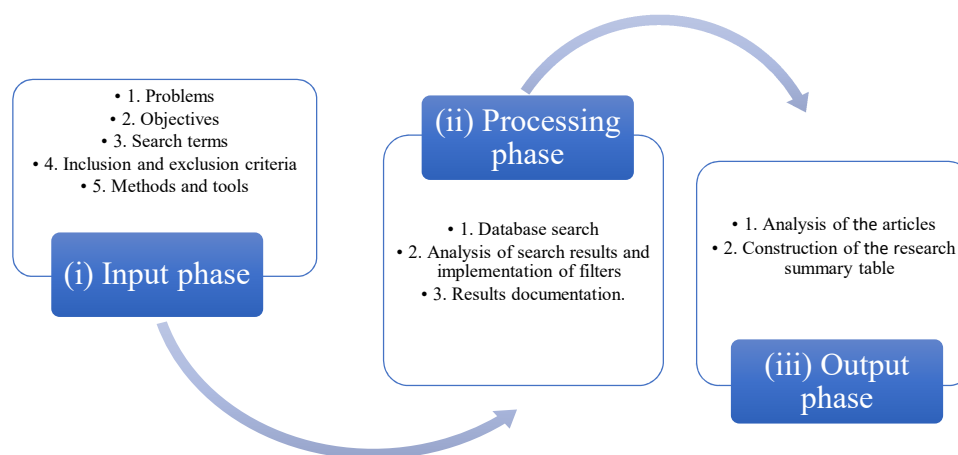 • 1. Problems
• 2. Objectives
• 3. Search terms
• 4. Inclusion and exclusion criteria
• 5. Methods and tools
(i) Input phase
(ii) Processing
phase
• 1. Database search
• 2. Analysis of search results and
implementation of filters
• 3. Results documentation.
• 1. Analysis of the articles
• 2. Construction of the research
summary table
(iii) Output
phase